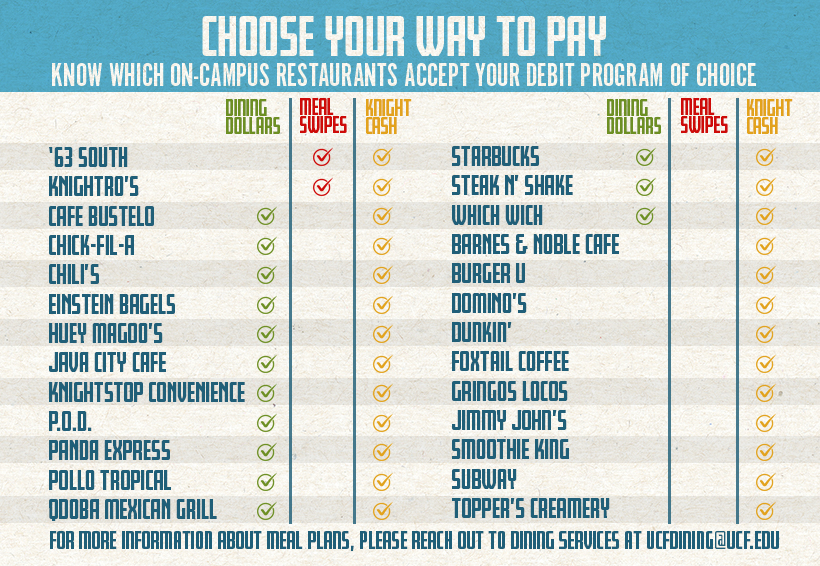 CHOOSE YOUR WAY TO PAY
KNOW WHICH ON-CAMPUS RESTAURANTS ACCEPT YOUR DEBIT PROGRAM OF CHOICE
DINING DOLLARS
MEAL SWIPES
KNIGHT CASH
'63 SOUTH
KNIGHTRO'S
CAFE BUSTELO
CHICK-FIL-A
CHILI'S
EINSTEIN BAGELS
HUEY MAGOO'S
JAVA CITY CAFE
KNIGHTSTOP CONVENIENCE
P.O.D.
PANDA EXPRESS
POLLO TROPICAL
QDOBA MEXICAN GRILL
DINING DOLLARS
MEAL SWIPES
KNIGHT CASH
STARBUCKS
STEAK N' SHAKE
WHICH WICH
BARNES & NOBLE CAFE
BURGER U
DOMINO'S
DUNKIN'
FOXTAIL COFFEE
GRINGOS LOCOS
JIMMY JOHN'S
SMOOTHIE KING
SUBWAY
TOPPER'S CREAMERY
FOR MORE INFORMATION ABOUT MEAL PLANS, PLEASE REACH OUT TO DINING SERVICES AT UCFDINING@UCF.EDU